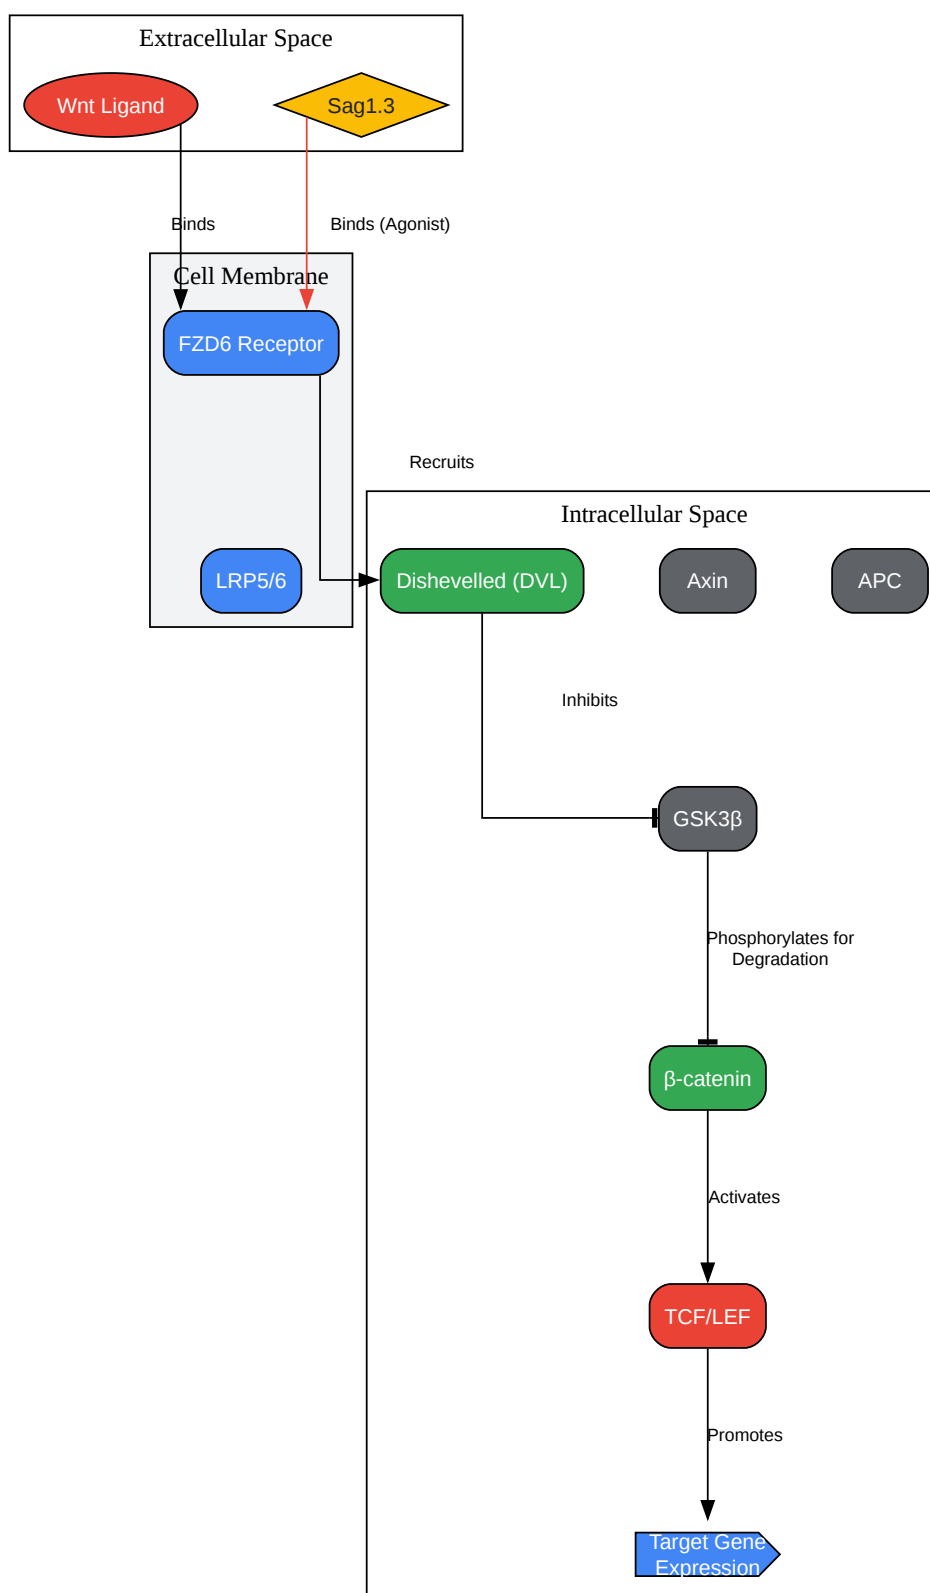 Extracellular Space
Wnt Ligand
Sag1.3
Binds
Binds (Agonist)
Cell Membrane
FZD6 Receptor
Recruits
Intracellular Space
LRP5/6
Dishevelled (DVL)
Axin
APC
Inhibits
GSK3β
Phosphorylates for
Degradation
β-catenin
Activates
TCF/LEF
Promotes
Target Gene
Expression